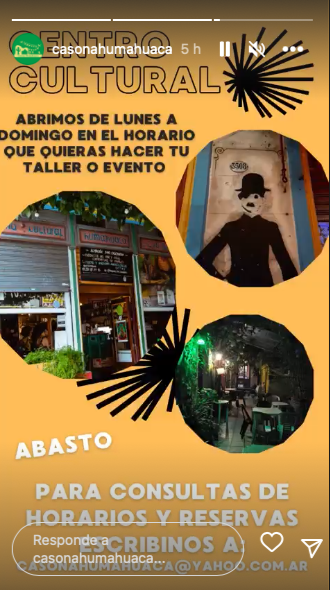 CENTRO
casonahumahuaca 5 h
CULTURAL
ABRIMOS DE LUNES A
DOMINGO EN EL HORARIO
QUE QUIERAS HACER TU
TALLER O EVENTO
ABASTO
PARA CONSULTAS DE
HORARIOS Y RESERVAS
ESCRIBINOS A:
Responde a
casonahumahuaca...
CASONAHUMAHUACA@YAHOO.COM.AR